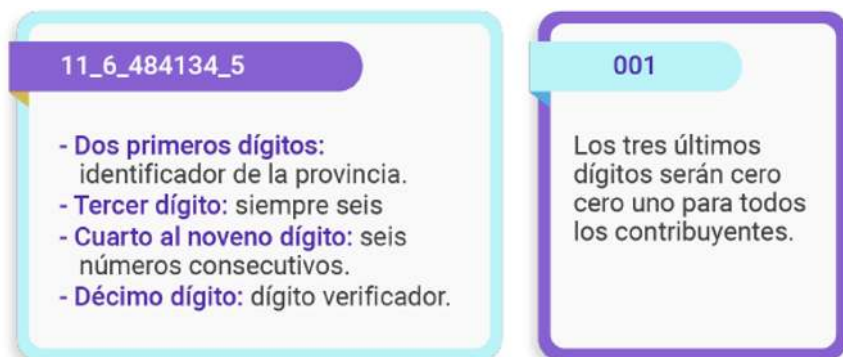 11_6_484134_5
- Dos primeros dígitos:
identificador de la provincia.
- Tercer dígito: siempre seis
- Cuarto al noveno dígito: seis
números consecutivos.
- Décimo dígito: dígito verificador.
001
Los tres últimos
dígitos serán cero
cero uno para todos
los contribuyentes.